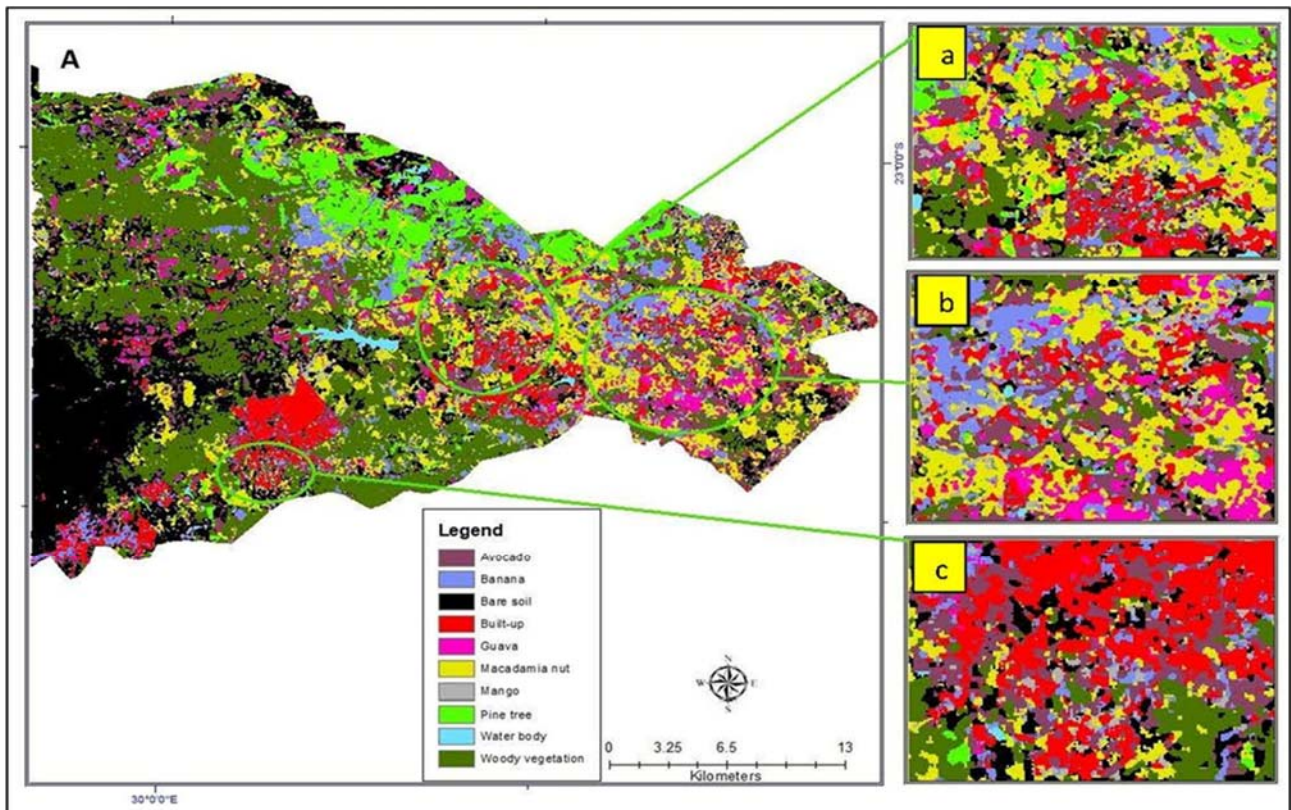 A
a
b
c
23°0'0"S
Legend
Avocado
Banana
Bare soil
Built-up
Guava
Macadamia nut
Mango
Pine tree
Water body
Woody vegetation
N
W E
S
0 3.25 6.5 13
Kilometers
30°0'0"E